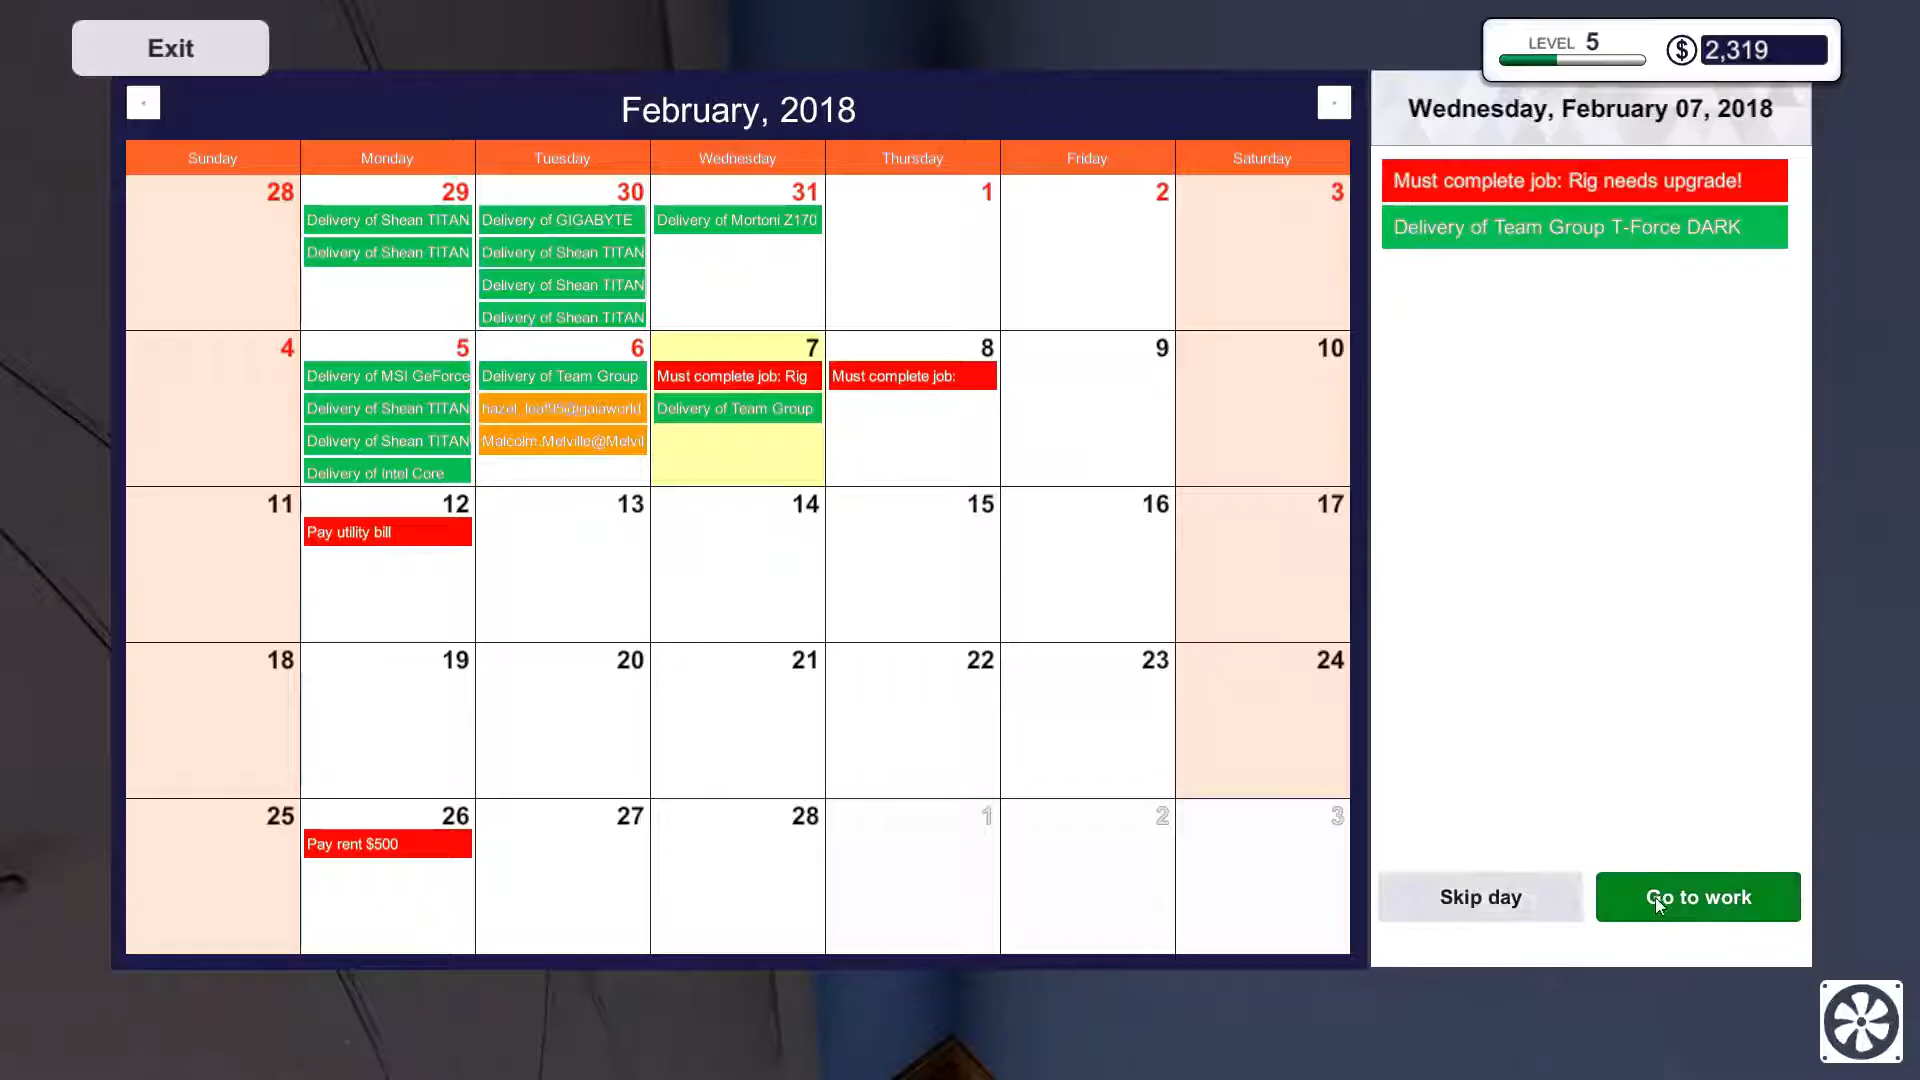 Exit
LEVEL 5
$ 2,319
February, 2018
Sunday Monday Tuesday Wednesday Thursday Friday Saturday
28 29 30 31 1 2 3
Delivery of Shean TITAN Delivery of GIGABYTE Delivery of Mortoni Z170
Delivery of Shean TITAN Delivery of Shean TITAN
Delivery of Shean TITAN
Delivery of Shean TITAN
4 5 6 7 8 9 10
Delivery of MSI GeForce Delivery of Team Group Must complete job: Rig Must complete job:
Delivery of Shean TITAN hazel_leaf95@gaiaworld Delivery of Team Group
Delivery of Shean TITAN Malcolm.Melville@Melvil
Delivery of Intel Core
11 12 13 14 15 16 17
Pay utility bill
18 19 20 21 22 23 24
25 26 27 28 1 2 3
Pay rent $500
Wednesday, February 07, 2018
Must complete job: Rig needs upgrade!
Delivery of Team Group T-Force DARK
Skip day
Go to work